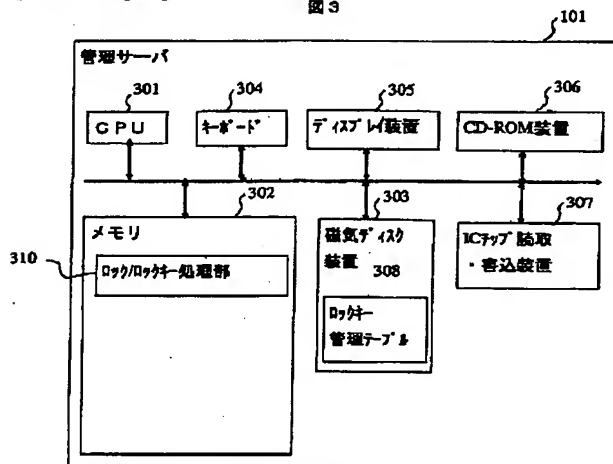 図3
101
管理サーバ
301
304
305
306
CPU
キーボード
ディスプレイ装置
CD-ROM装置
302
303
307
メモリ
磁気ディスク
装置
308
ICチップ読取
・書込装置
310
ロック/ロックキー処理部
ロックキー
管理テーブル